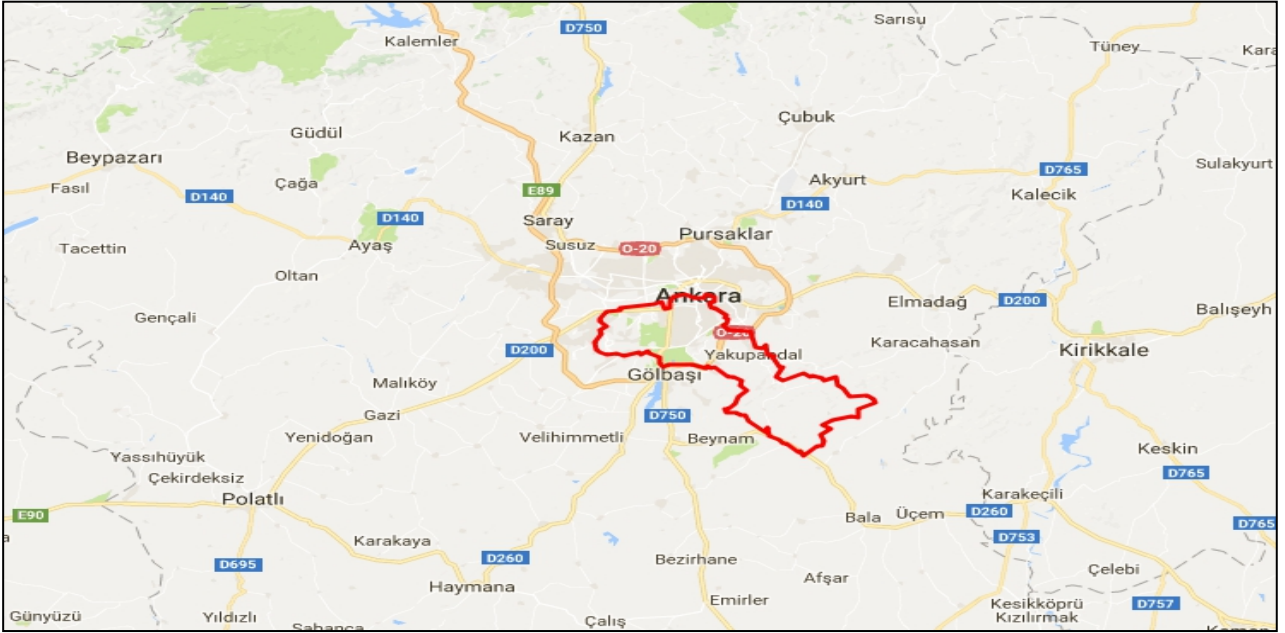 Sarısu
D750
Kalemler
Tüney
Kara
Çubuk
Güdül
Kazan
Beypazarı
Sulakyurt
D765
Fasıl
Çağa
Akyurt
D140
E89
Kalecik
D140
D140
Saray
Pursaklar
Tacettin
Ayaş
Susuz
O-20
Oltan
Ankara
Elmadağ
D200
Gençali
Balışeyh
O-20
Karacahasan
D200
Yakupabdal
Kirikkale
Gölbaşı
Malıköy
Gazi
D750
Yenidoğan
Velihimmetli
Beynam
Keskin
Yassıhüyük
Çekirdeksiz
D765
Polatlı
Karakeçili
E90
Bala
Üçem
D260
D765
D753
Karakaya
D260
Bezirhane
D695
Çelebi
Afşar
Haymana
Emirler
Kesikköprü
D757
Günyüzü
Yıldızlı
Çalış
Kızılırmak
Sabanca